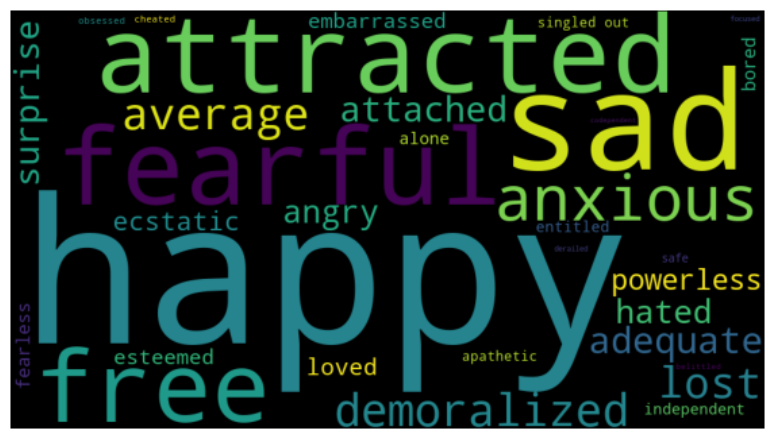 obsessed
cheated
embarrassed
singled out
focused
surprise
attracted
bored
sad
average
attached
alone
fearful
anxious
ecstatic
angry
entitled
happy
derailed
safe
powerless
fearless
hated
adequate
esteemed
loved
apathetic
free
lost
demoralized
independent